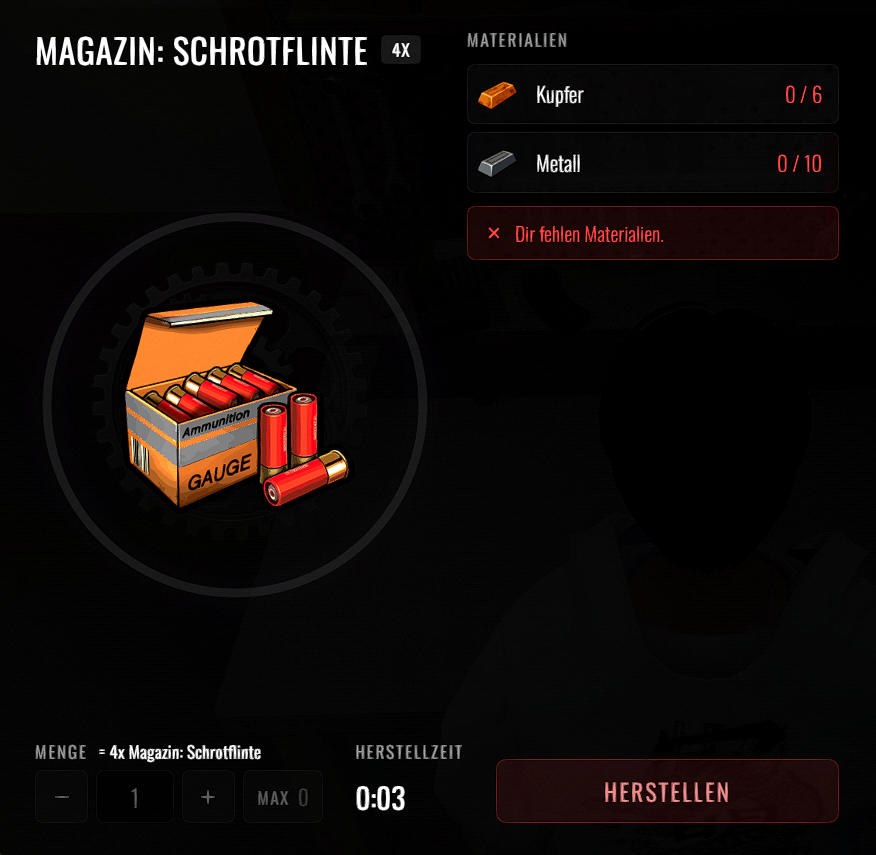 MAGAZIN: SCHROTFLINTE 4X
MATERIALIEN
Kupfer 0 / 6
Metall 0 / 10
✕ Dir fehlen Materialien.
Ammunition
GAUGE
MENGE = 4x Magazin: Schrotflinte
− 1 + MAX 0
HERSTELLZEIT
0:03
HERSTELLEN